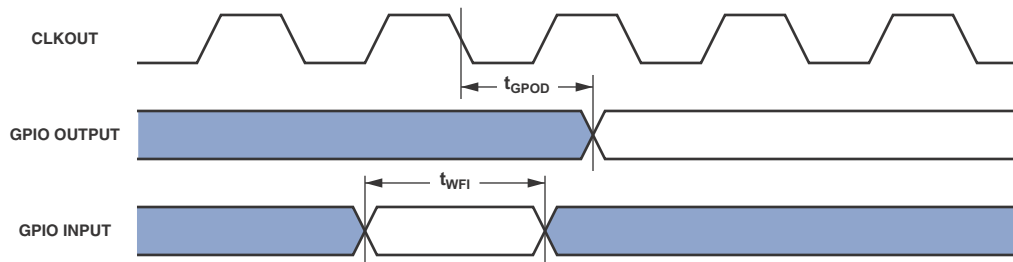 CLKOUT
tGPOD
GPIO OUTPUT
tWFI
GPIO INPUT